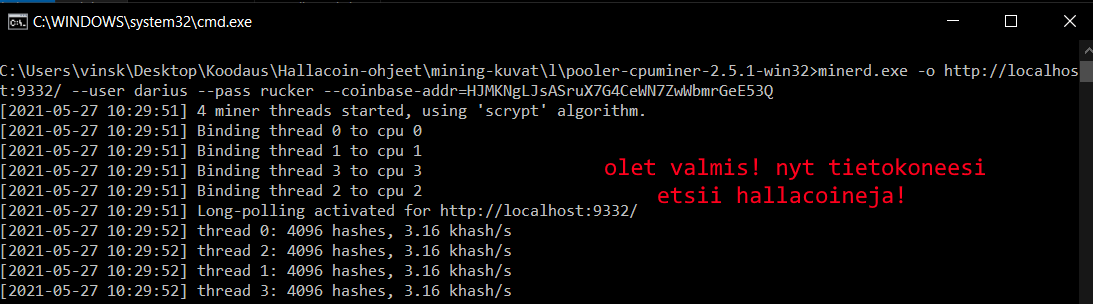 C:\WINDOWS\system32\cmd.exe
C:\Users\vinsk\Desktop\Koodaus\Hallacoin-ohjeet\mining-kuvat\l\pooler-cpuminer-2.5.1-win32>minerd.exe -o http://localhos
t:9332/ --user darius --pass rucker --coinbase-addr=HJMKNgLJsASruX7G4CeWN7ZwWbmrGeE53Q
[2021-05-27 10:29:51] 4 miner threads started, using 'scrypt' algorithm.
[2021-05-27 10:29:51] Binding thread 0 to cpu 0
[2021-05-27 10:29:51] Binding thread 1 to cpu 1
[2021-05-27 10:29:51] Binding thread 3 to cpu 3
[2021-05-27 10:29:51] Binding thread 2 to cpu 2
[2021-05-27 10:29:51] Long-polling activated for http://localhost:9332/
[2021-05-27 10:29:52] thread 0: 4096 hashes, 3.16 khash/s
[2021-05-27 10:29:52] thread 2: 4096 hashes, 3.16 khash/s
[2021-05-27 10:29:52] thread 1: 4096 hashes, 3.16 khash/s
[2021-05-27 10:29:52] thread 3: 4096 hashes, 3.16 khash/s
olet valmis! nyt tietokoneesi
etsii hallacoineja!